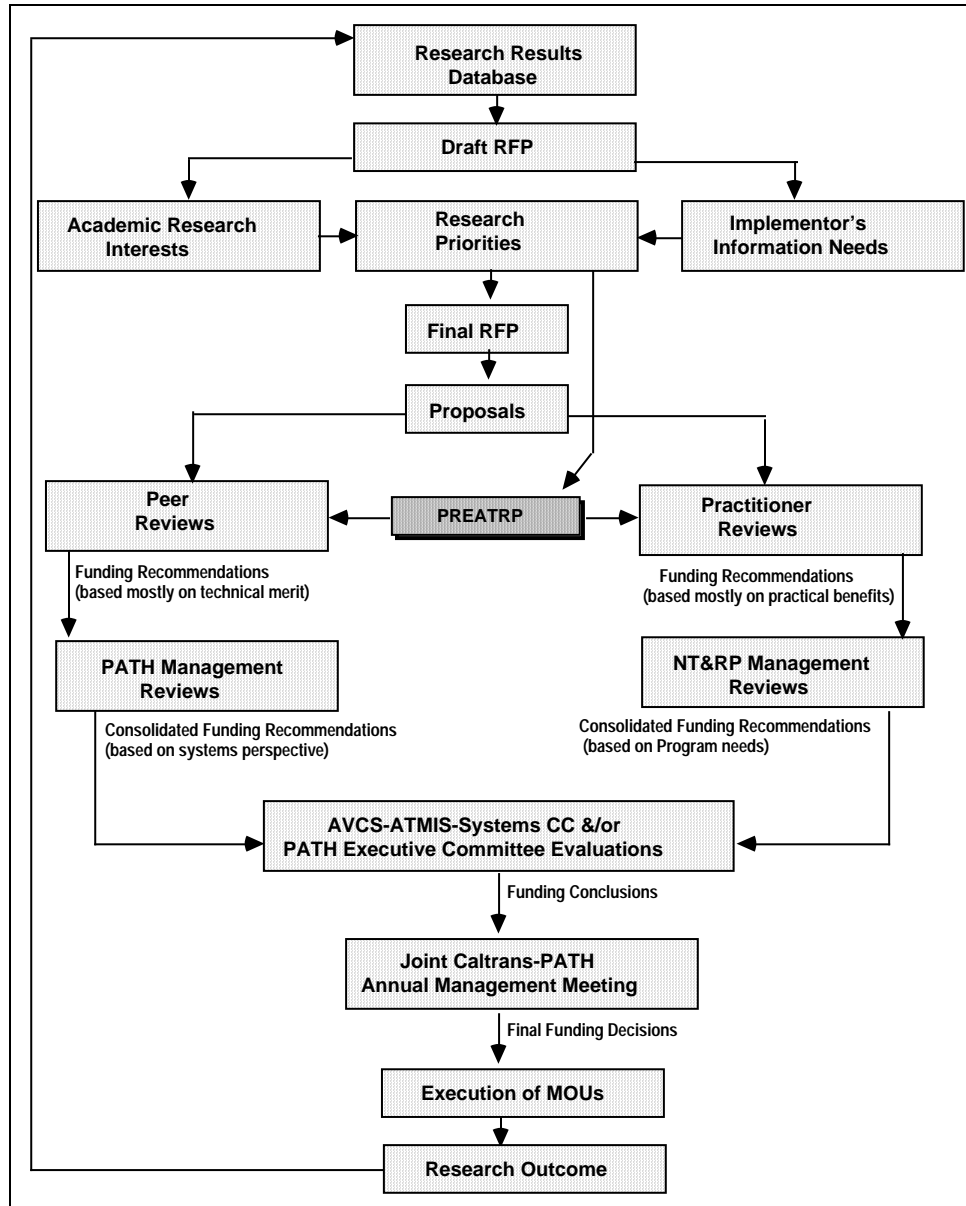 Research Results
Database
Draft RFP
Academic Research
Interests
Research
Priorities
Implementor's
Information Needs
Final RFP
Proposals
Peer
Reviews
PREATRP
Practitioner
Reviews
Funding Recommendations
(based mostly on technical merit)
Funding Recommendations
(based mostly on practical benefits)
PATH Management
Reviews
NT&RP Management
Reviews
Consolidated Funding Recommendations
(based on systems perspective)
Consolidated Funding Recommendations
(based on Program needs)
AVCS-ATMIS-Systems CC &/or
PATH Executive Committee Evaluations
Funding Conclusions
Joint Caltrans-PATH
Annual Management Meeting
Final Funding Decisions
Execution of MOUs
Research Outcome